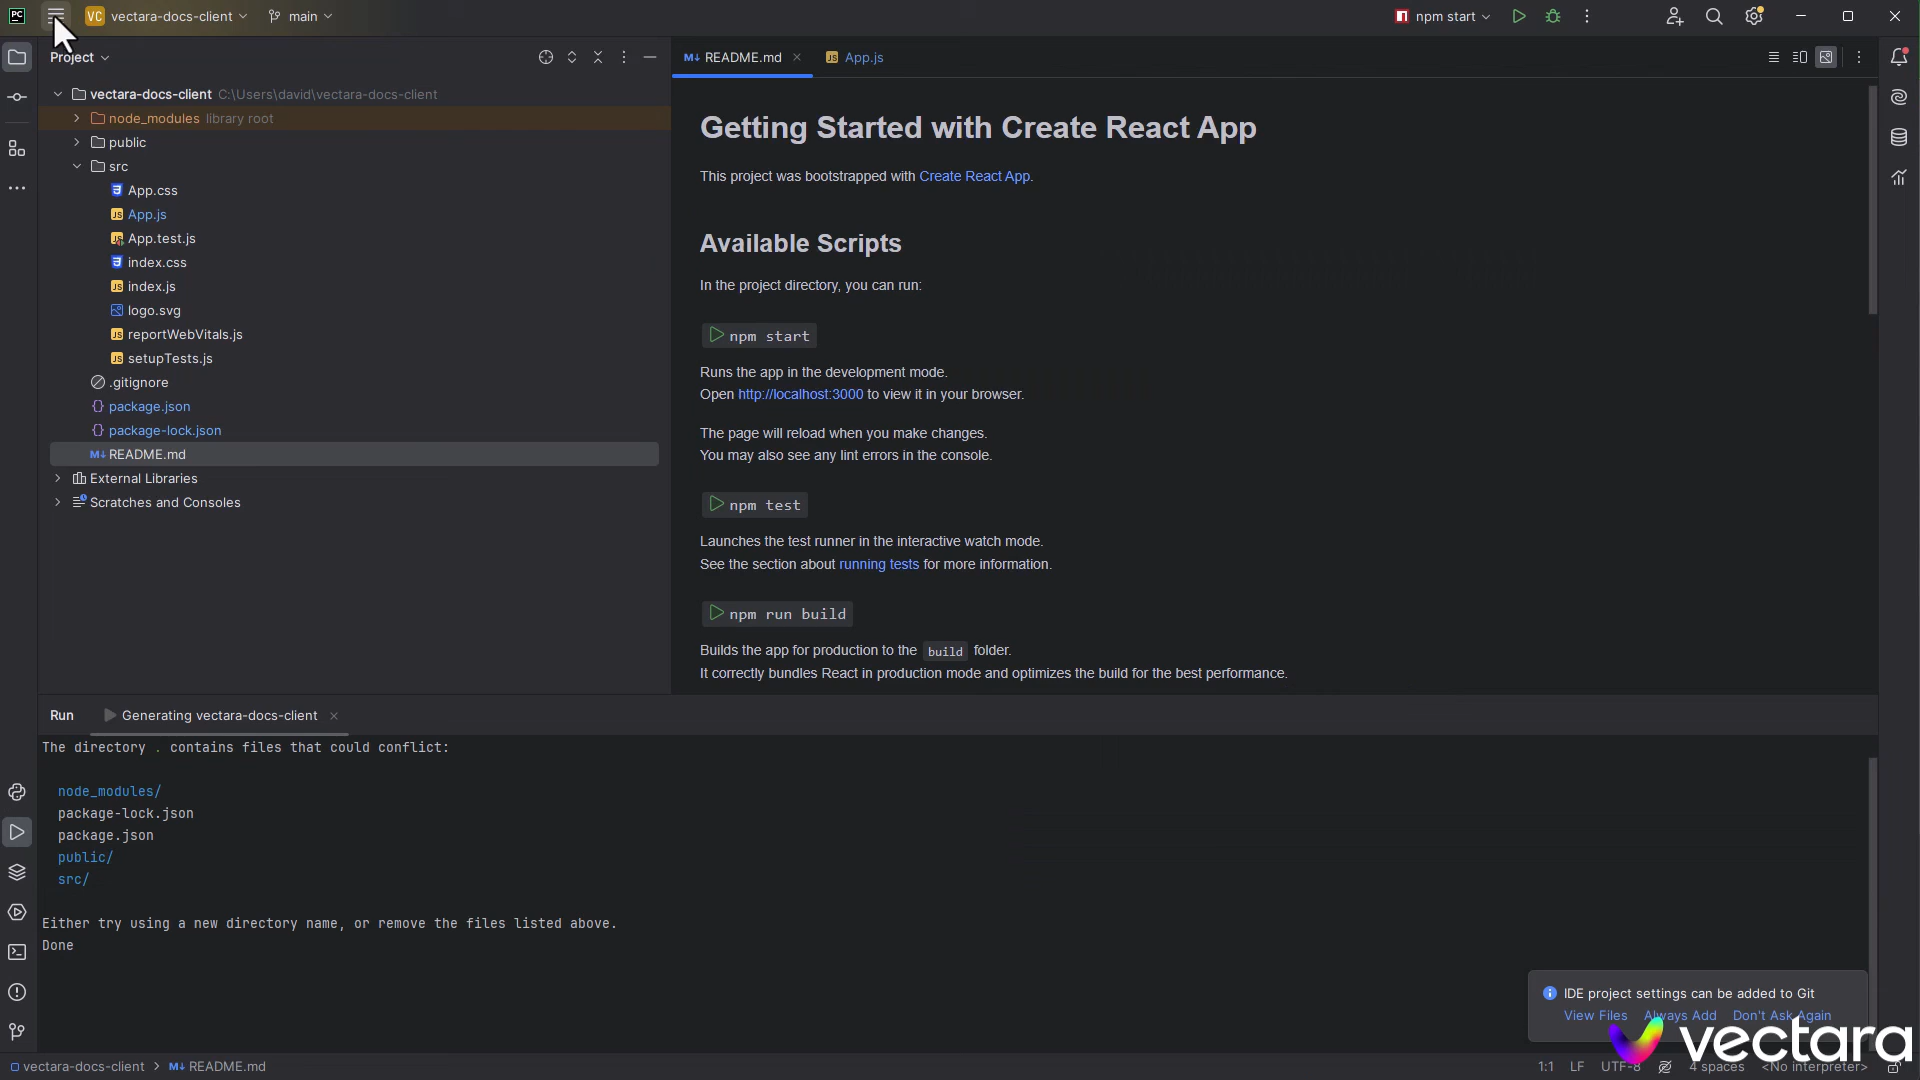 PC
VC vectara-docs-client
main
npm start
Project
README.md
App.js
vectara-docs-client C:\Users\david\vectara-docs-client
node_modules library root
public
src
App.css
App.js
App.test.js
index.css
index.js
logo.svg
reportWebVitals.js
setupTests.js
.gitignore
package.json
package-lock.json
README.md
External Libraries
Scratches and Consoles
Getting Started with Create React App
This project was bootstrapped with Create React App.
Available Scripts
In the project directory, you can run:
npm start
Runs the app in the development mode.
Open http://localhost:3000 to view it in your browser.
The page will reload when you make changes.
You may also see any lint errors in the console.
npm test
Launches the test runner in the interactive watch mode.
See the section about running tests for more information.
npm run build
Builds the app for production to the build folder.
It correctly bundles React in production mode and optimizes the build for the best performance.
Run
Generating vectara-docs-client
The directory . contains files that could conflict:
node_modules/
package-lock.json
package.json
public/
src/
Either try using a new directory name, or remove the files listed above.
Done
IDE project settings can be added to Git
View Files Always Add Don't Ask Again
vectara
vectara-docs-client
README.md
1:1 LF UTF-8 4 spaces <No interpreter>